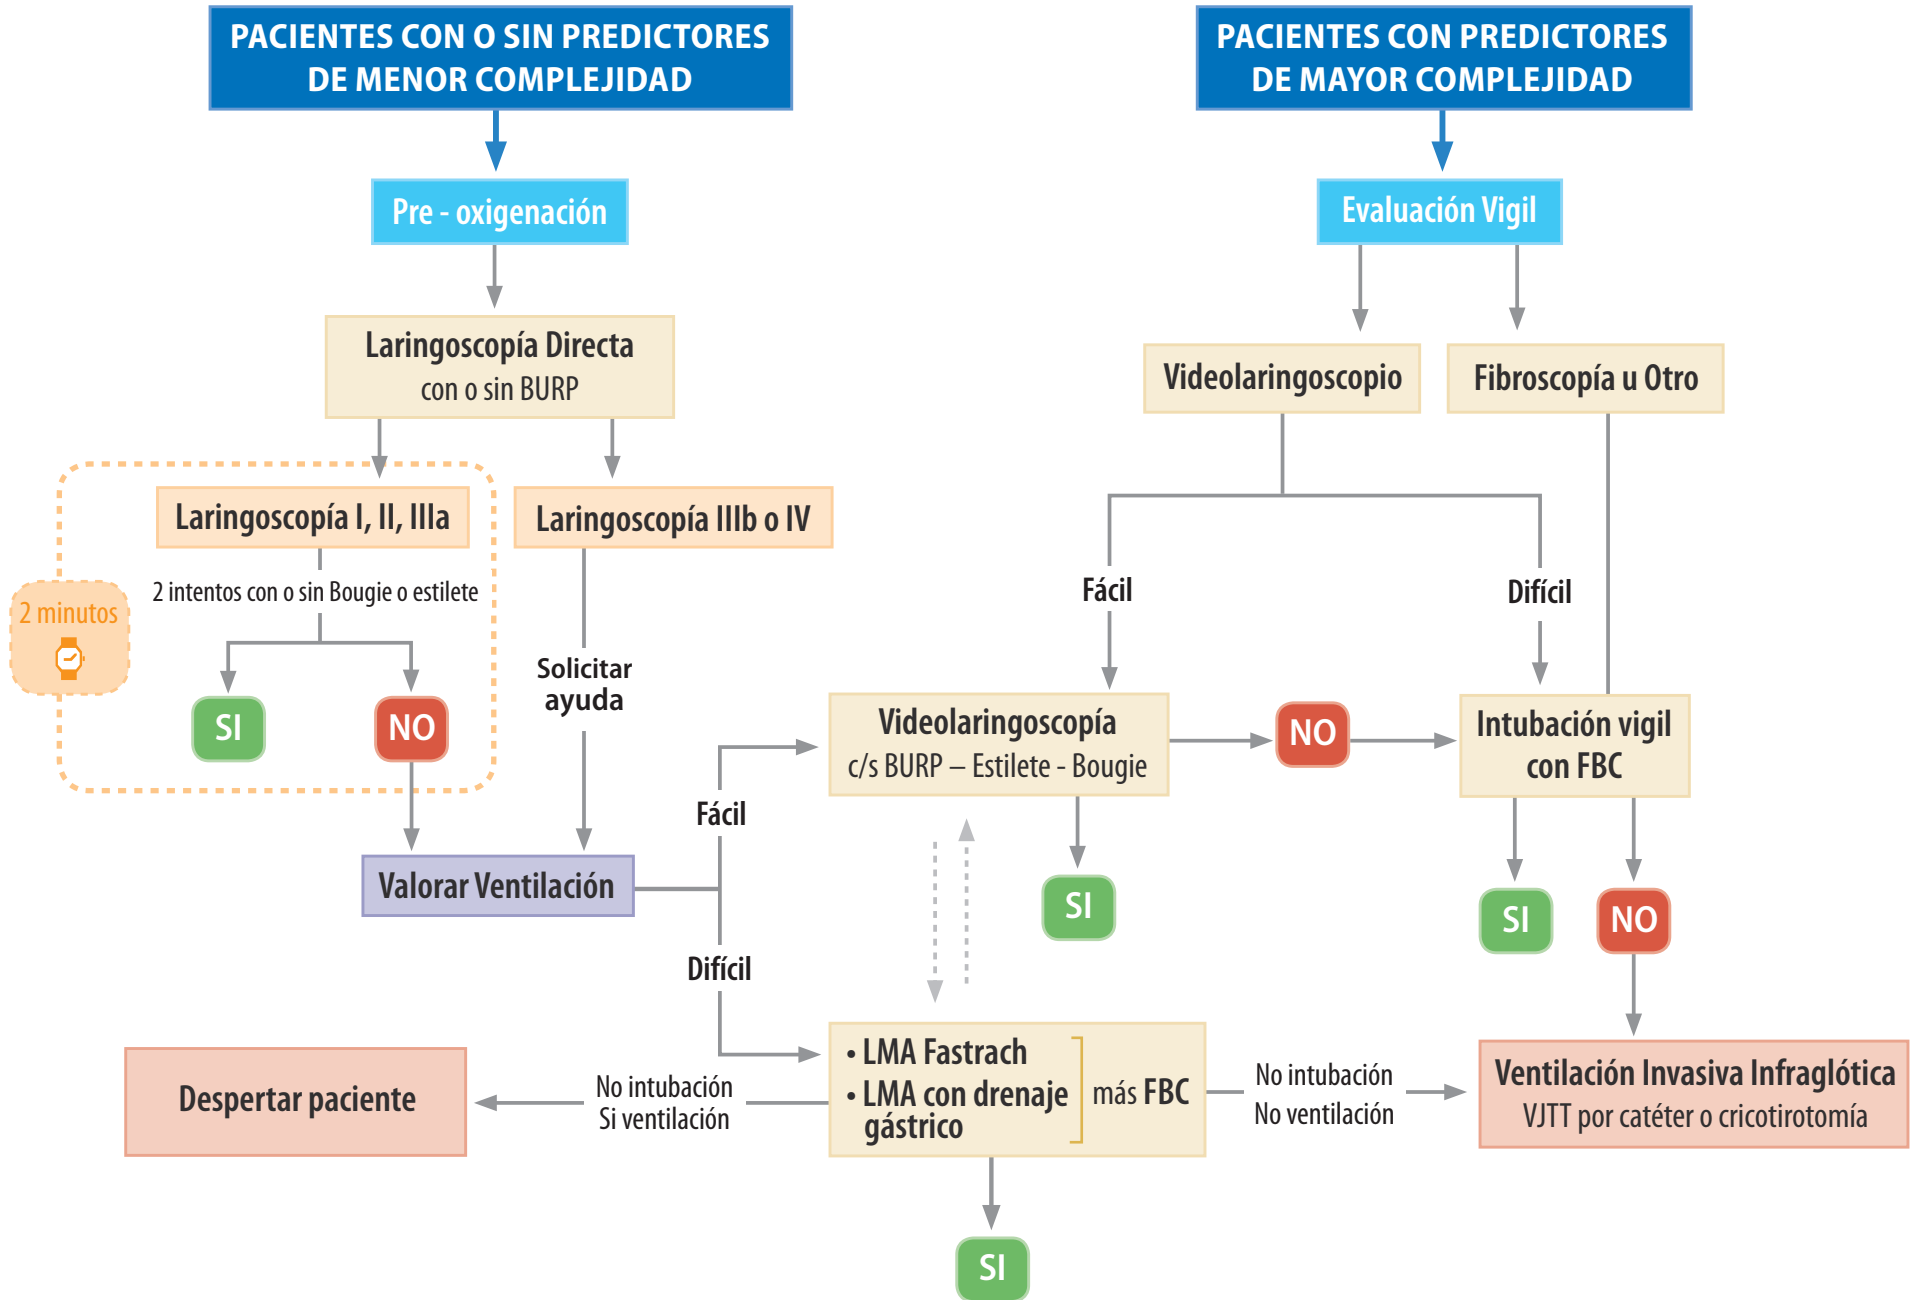 PACIENTES CON O SIN PREDICTORES
DE MENOR COMPLEJIDAD
PACIENTES CON PREDICTORES
DE MAYOR COMPLEJIDAD
Pre - oxigenación
Evaluación Vigil
Laringoscopía Directa
con o sin BURP
Videolaringoscopio
Fibroscopía u Otro
Laringoscopía I, II, IIIa
Laringoscopía IIIb o IV
2 intentos con o sin Bougie o estilete
2 minutos
Fácil
Difícil
SI
NO
Solicitar
ayuda
Videolaringoscopía
c/s BURP – Estilete - Bougie
NO
Intubación vigil
con FBC
Fácil
Valorar Ventilación
SI
SI
NO
Difícil
• LMA Fastrach
• LMA con drenaje
gástrico
más FBC
Despertar paciente
No intubación
Si ventilación
No intubación
No ventilación
Ventilación Invasiva Infraglótica
VJTT por catéter o cricotirotomía
SI